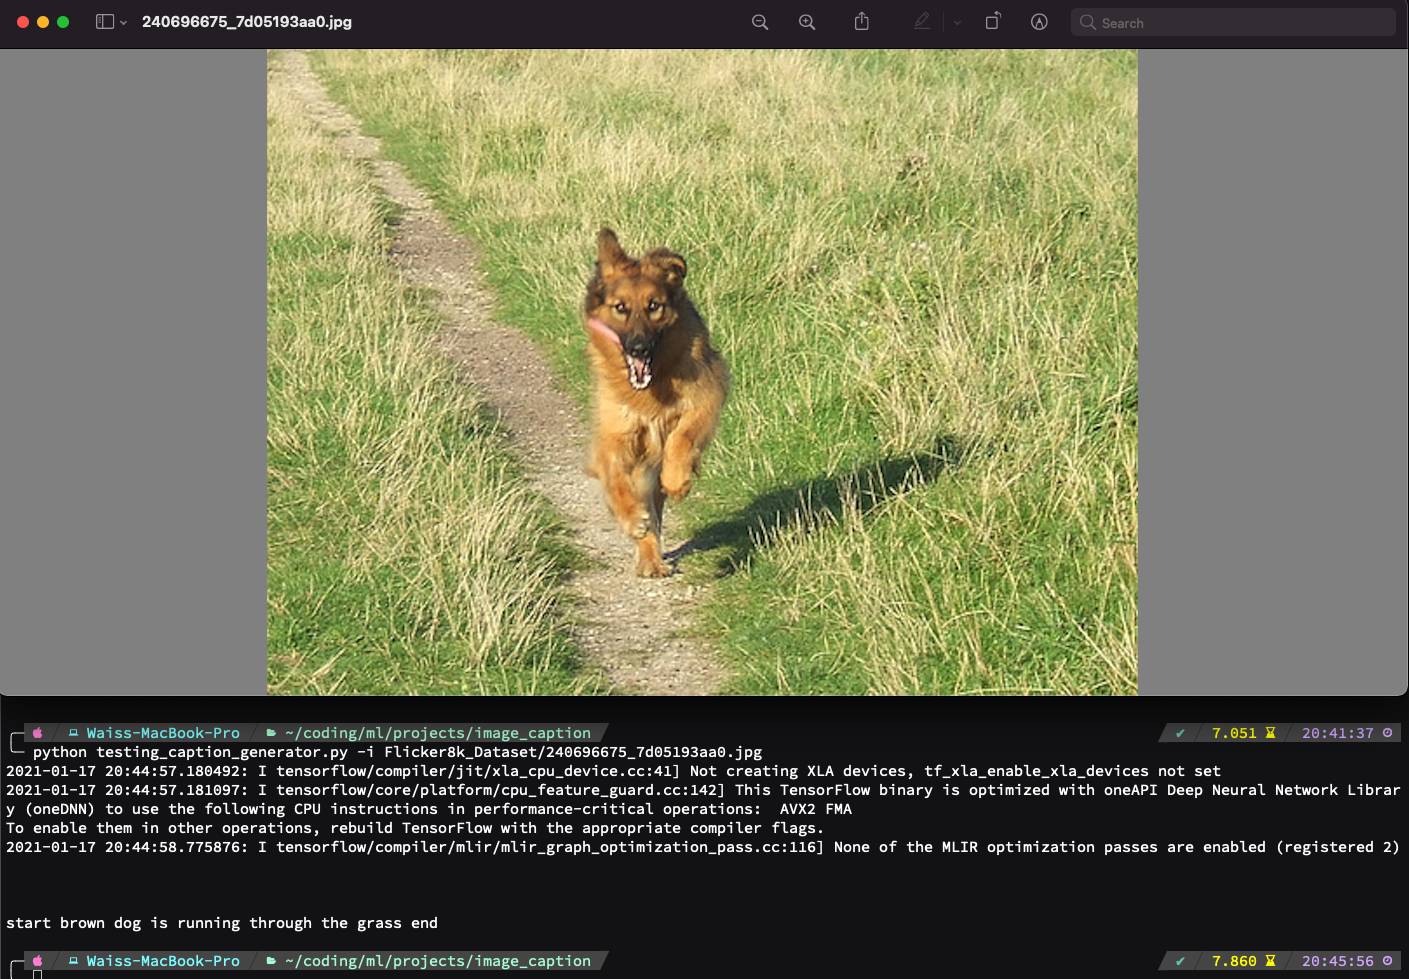 240696675_7d05193aa0.jpg
Search
Waiss-MacBook-Pro ~/coding/ml/projects/image_caption 7.051 20:41:37
python testing_caption_generator.py -i Flicker8k_Dataset/240696675_7d05193aa0.jpg
2021-01-17 20:44:57.180492: I tensorflow/compiler/jit/xla_cpu_device.cc:41] Not creating XLA devices, tf_xla_enable_xla_devices not set
2021-01-17 20:44:57.181097: I tensorflow/core/platform/cpu_feature_guard.cc:142] This TensorFlow binary is optimized with oneAPI Deep Neural Network Librar
y (oneDNN) to use the following CPU instructions in performance-critical operations:  AVX2 FMA
To enable them in other operations, rebuild TensorFlow with the appropriate compiler flags.
2021-01-17 20:44:58.775876: I tensorflow/compiler/mlir/mlir_graph_optimization_pass.cc:116] None of the MLIR optimization passes are enabled (registered 2)
start brown dog is running through the grass end
Waiss-MacBook-Pro ~/coding/ml/projects/image_caption 7.860 20:45:56